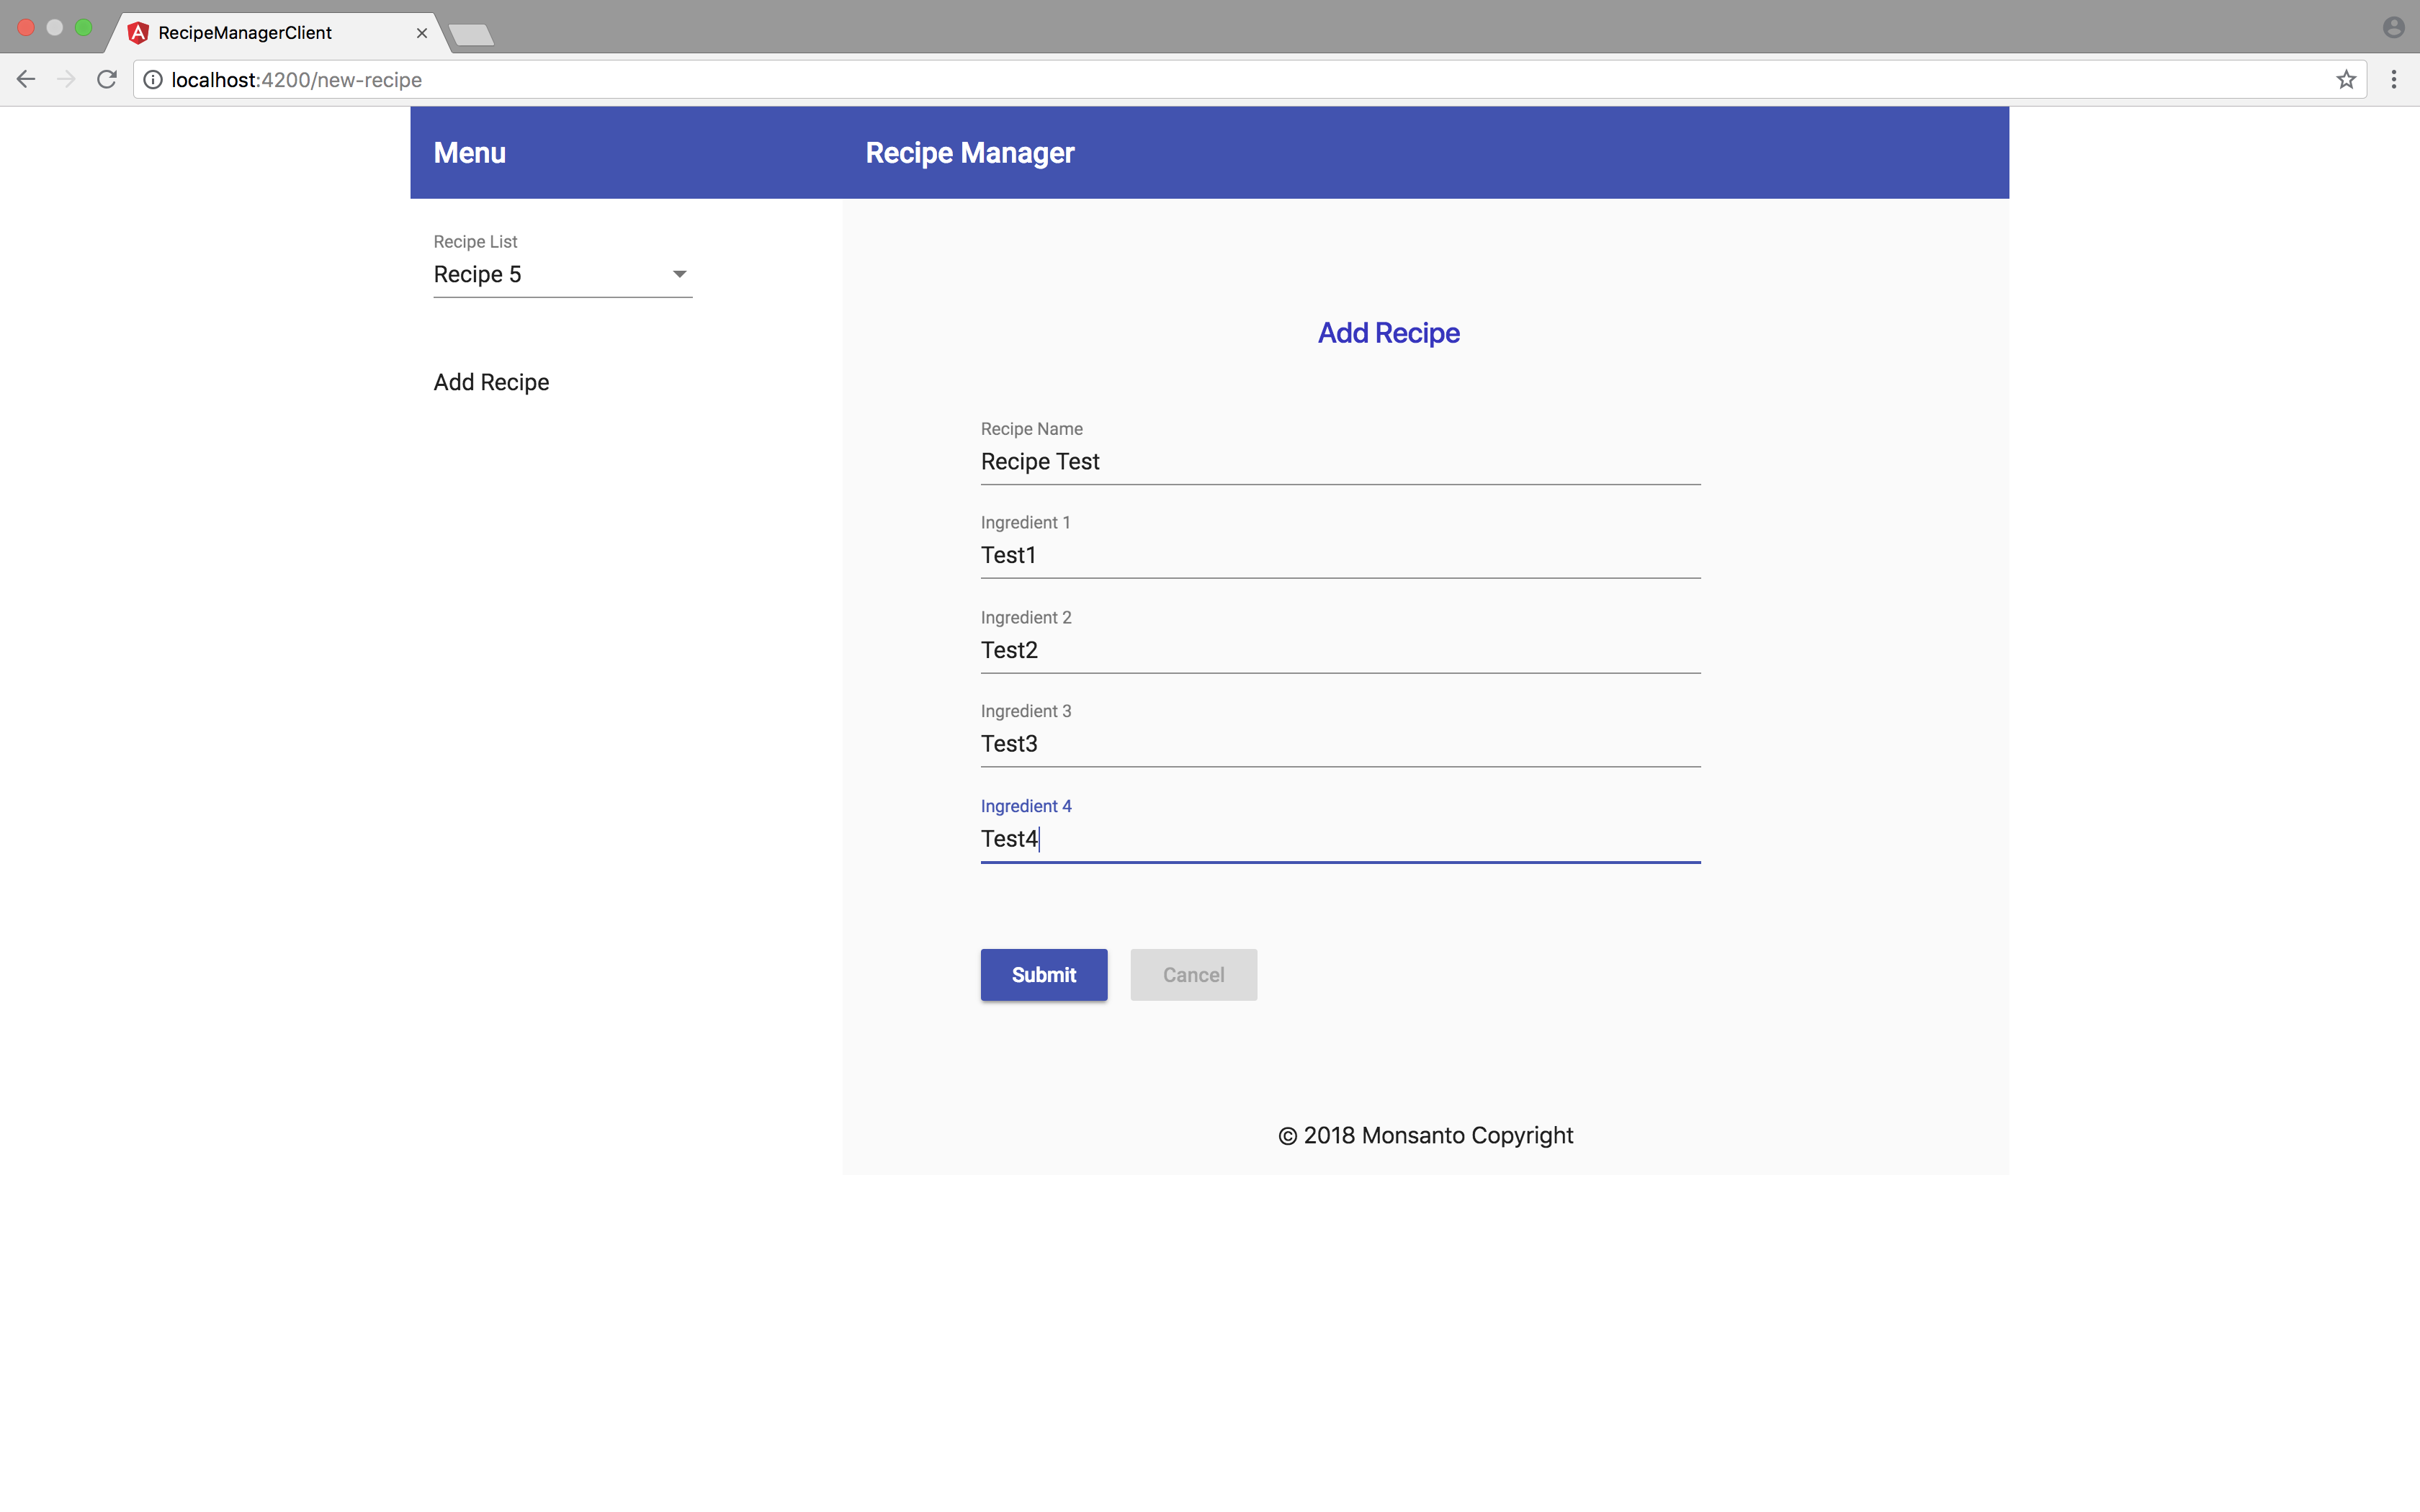 RecipeManagerClient
localhost:4200/new-recipe
Menu
Recipe Manager
Recipe List
Recipe 5
Add Recipe
Add Recipe
Recipe Name
Recipe Test
Ingredient 1
Test1
Ingredient 2
Test2
Ingredient 3
Test3
Ingredient 4
Test4
Submit Cancel
© 2018 Monsanto Copyright